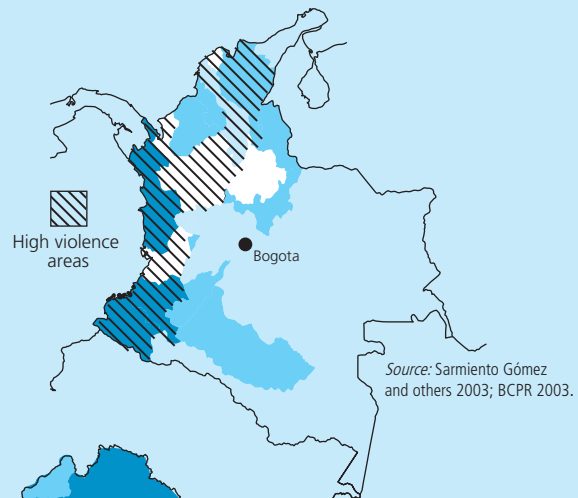 High violence
areas
Bogota
Source: Sarmiento Gómez
and others 2003; BCPR 2003.